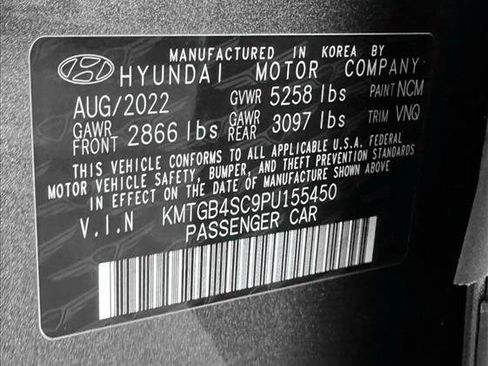 MANUFACTURED IN KOREA BY
HYUNDAI MOTOR COMPANY
AUG/2022 GVWR 5258 lbs PAINT NCM
GAWR FRONT 2866 lbs GAWR REAR 3097 lbs TRIM VNQ
THIS VEHICLE CONFORMS TO ALL APPLICABLE U.S.A. FEDERAL
MOTOR VEHICLE SAFETY, BUMPER, AND THEFT PREVENTION STANDARDS
IN EFFECT ON THE DATE OF MANUFACTURE SHOWN ABOVE.
V.I.N KMTGB4SC9PU155450
PASSENGER CAR